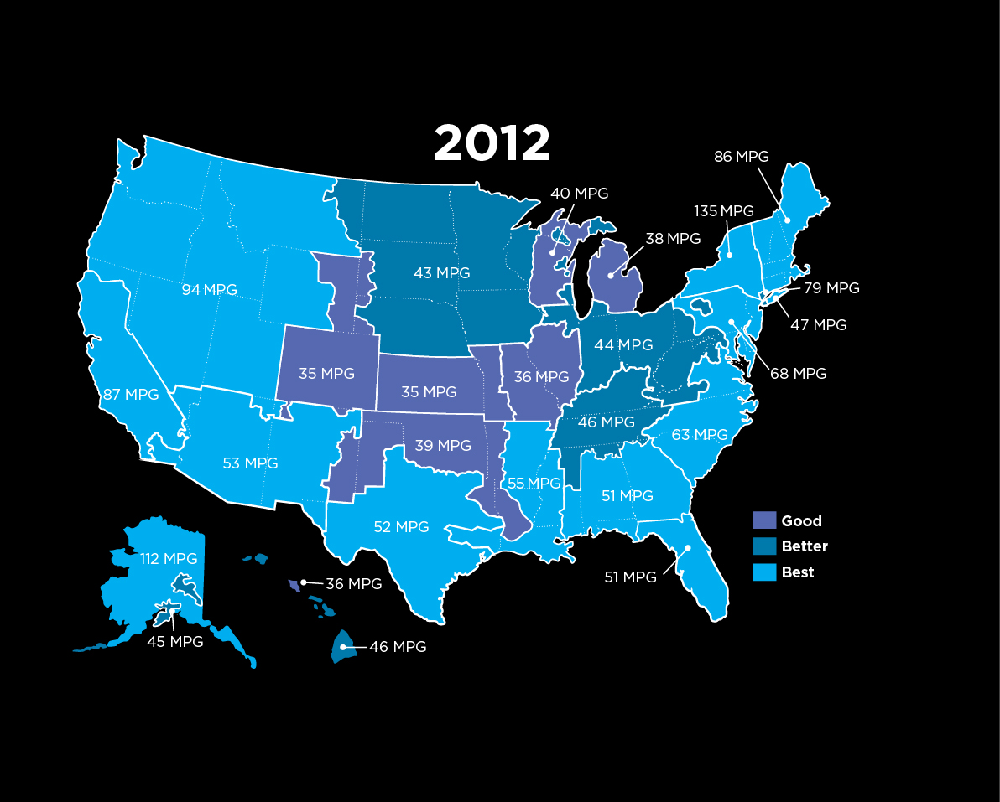 2012
86 MPG
40 MPG
135 MPG
38 MPG
43 MPG
94 MPG
79 MPG
47 MPG
44 MPG
35 MPG
36 MPG
68 MPG
35 MPG
87 MPG
46 MPG
63 MPG
39 MPG
53 MPG
55 MPG
51 MPG
52 MPG
Good
Better
Best
112 MPG
51 MPG
36 MPG
45 MPG
46 MPG